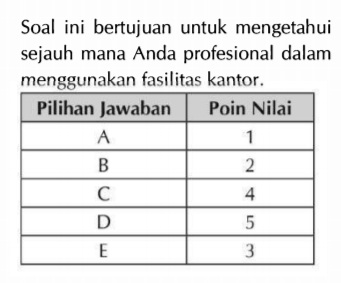 Soal ini bertujuan untuk mengetahui
sejauh mana Anda profesional dalam
menggunakan fasilitas kantor.
Pilihan Jawaban Poin Nilai
A 1
B 2
C 4
D 5
E 3